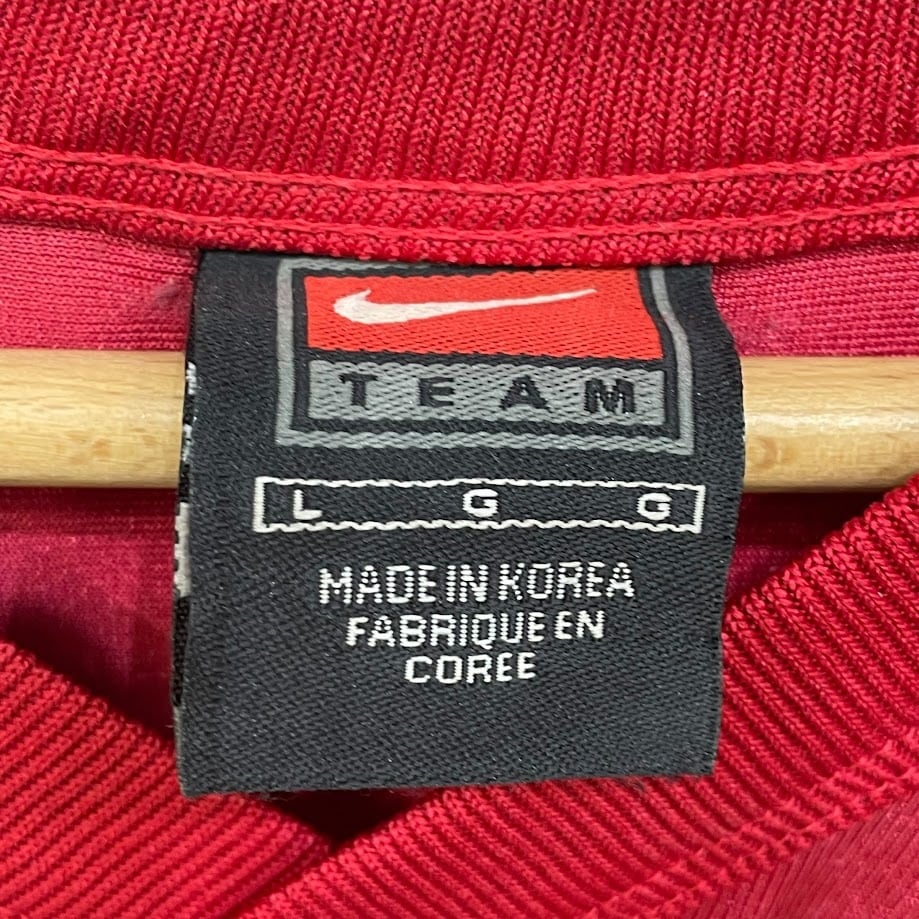 TEAM
L G G
MADE IN KOREA
FABRIQUE EN
COREE